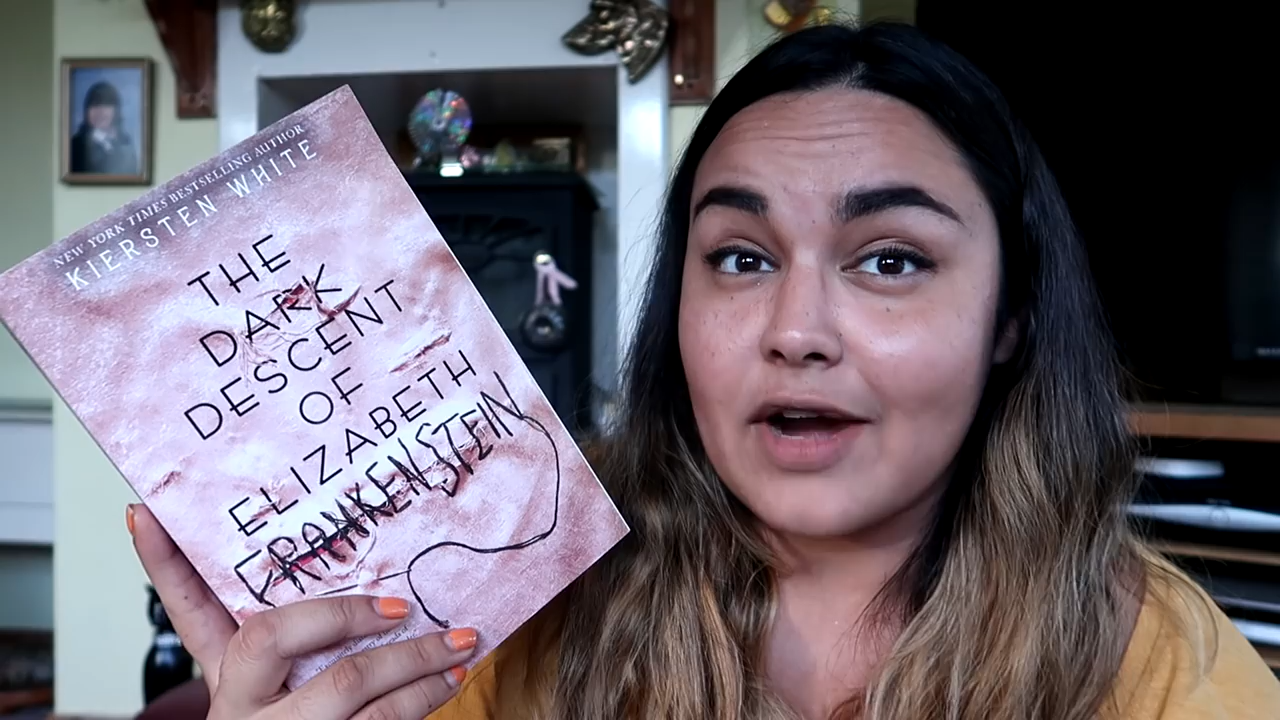 NEW YORK TIMES BESTSELLING AUTHOR
KIERSTEN WHITE
THE
DARK
DESCENT
OF
ELIZABETH
FRANKENSTEIN